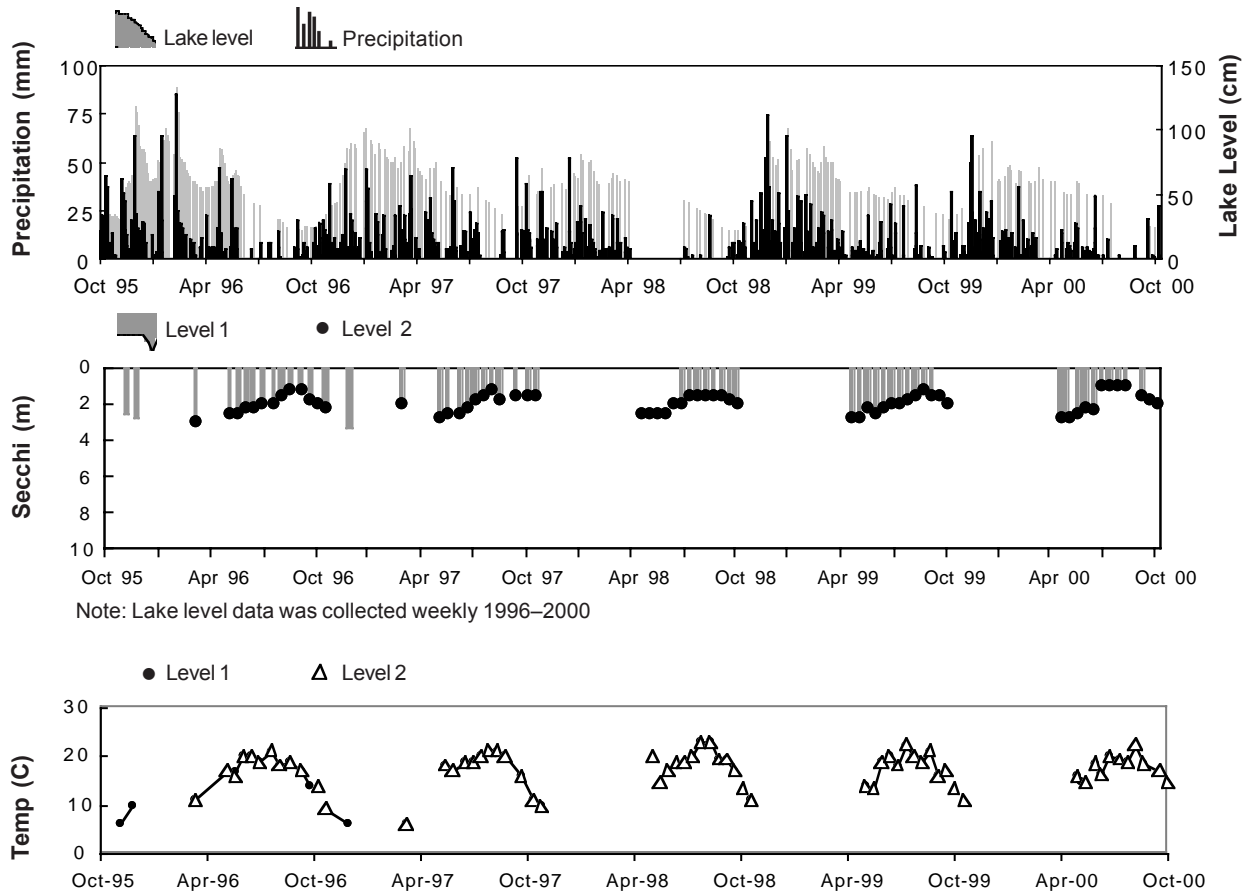 Lake level Precipitation
Precipitation (mm)
100
75
50
25
0
150
100
50
0
Lake Level (cm)
Oct 95 Apr 96 Oct 96 Apr 97 Oct 97 Apr 98 Oct 98 Apr 99 Oct 99 Apr 00 Oct 00
Level 1 Level 2
Secchi (m)
0
2
4
6
8
10
Oct 95 Apr 96 Oct 96 Apr 97 Oct 97 Apr 98 Oct 98 Apr 99 Oct 99 Apr 00 Oct 00
Note: Lake level data was collected weekly 1996–2000
Level 1 Level 2
Temp (C)
30
20
10
0
Oct-95 Apr-96 Oct-96 Apr-97 Oct-97 Apr-98 Oct-98 Apr-99 Oct-99 Apr-00 Oct-00